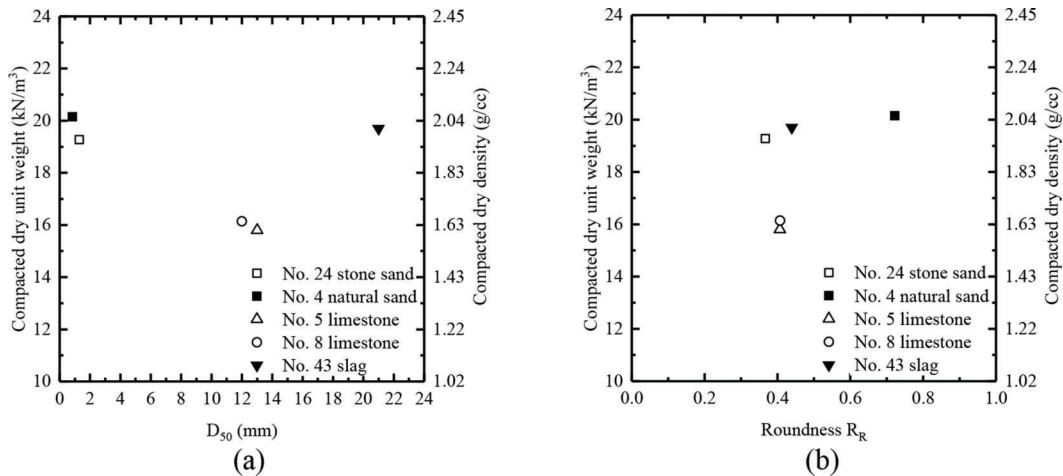 24
22
20
18
16
14
12
10
Compacted dry unit weight (kN/m³)
2.45
2.24
2.04
1.83
1.63
1.43
1.22
1.02
Compacted dry density (g/cc)
No. 24 stone sand
No. 4 natural sand
No. 5 limestone
No. 8 limestone
No. 43 slag
0 2 4 6 8 10 12 14 16 18 20 22 24
D₅₀ (mm)
(a)
24
22
20
18
16
14
12
10
Compacted dry unit weight (kN/m³)
2.45
2.24
2.04
1.83
1.63
1.43
1.22
1.02
Compacted dry density (g/cc)
No. 24 stone sand
No. 4 natural sand
No. 5 limestone
No. 8 limestone
No. 43 slag
0.0 0.2 0.4 0.6 0.8 1.0
Roundness R_R
(b)